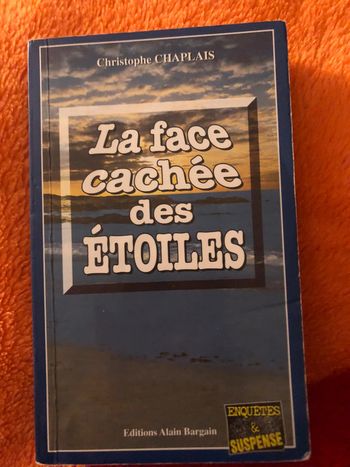 Christophe CHAPLAIS
La face
cachée
des
ÉTOILES
Editions Alain Bargain
ENQUÊTES
& SUSPENSE